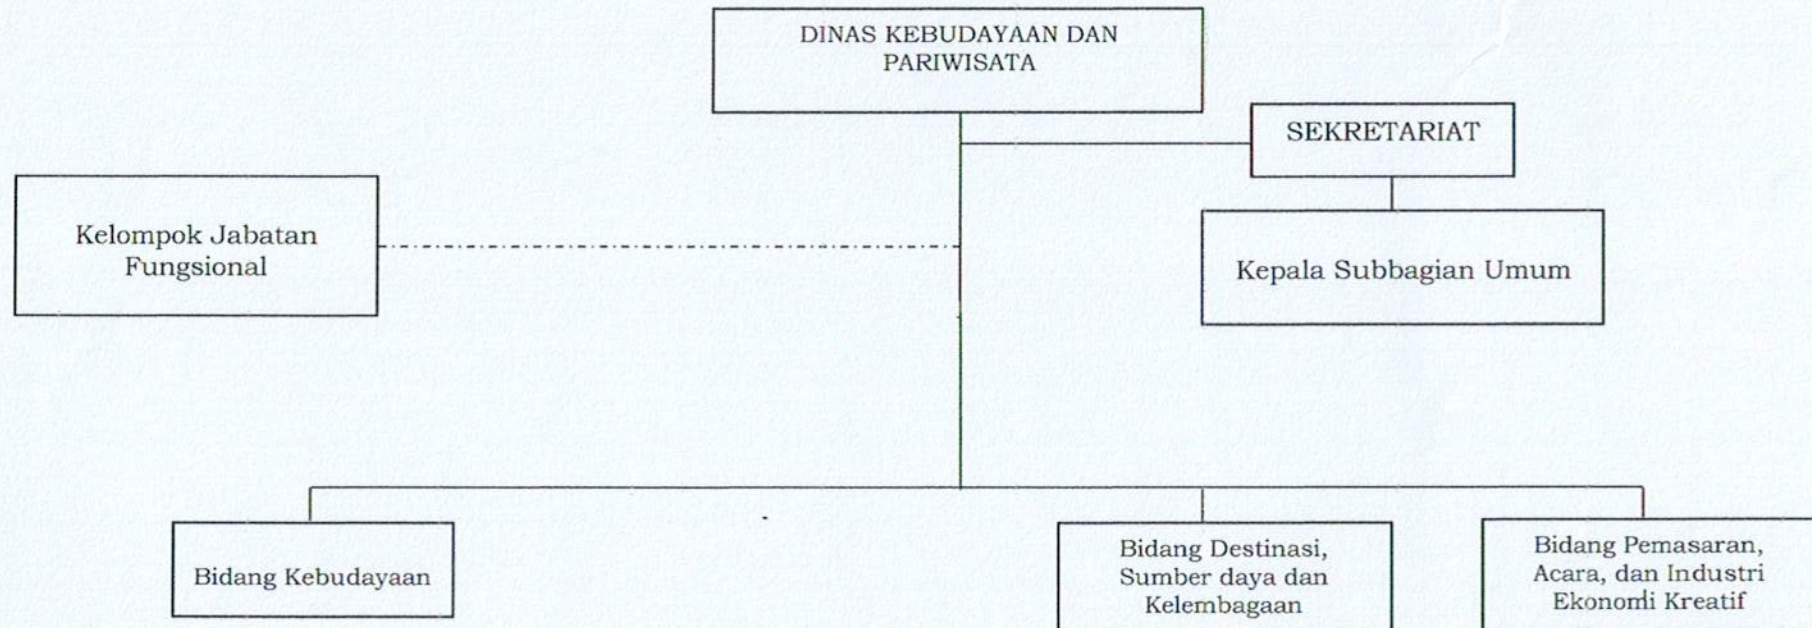 DINAS KEBUDAYAAN DAN
PARIWISATA
SEKRETARIAT
Kelompok Jabatan
Fungsional
Kepala Subbagian Umum
Bidang Kebudayaan
Bidang Destinasi,
Sumber daya dan
Kelembagaan
Bidang Pemasaran,
Acara, dan Industri
Ekonomi Kreatif